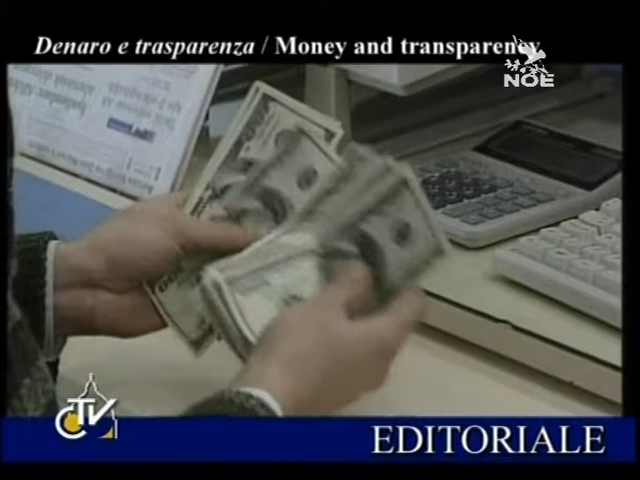 Denaro e trasparenza / Money and transparency
NOE
CTV
EDITORIALE